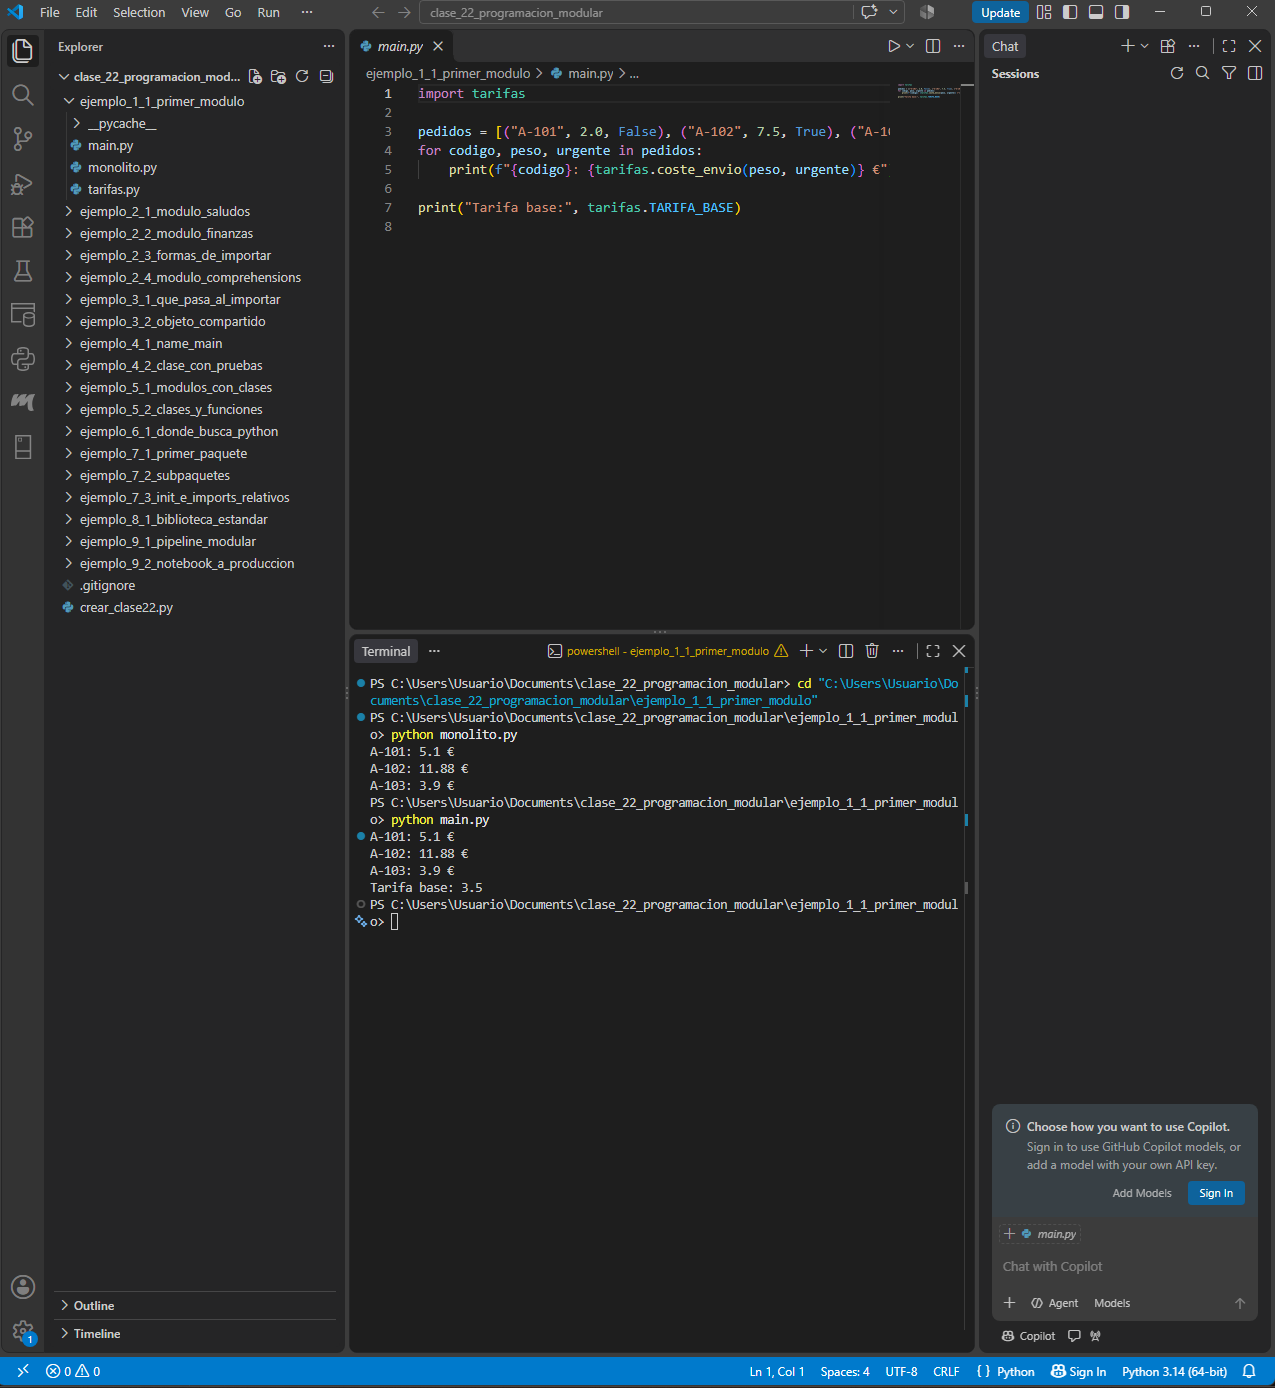 File Edit Selection View Go Run ··· clase_22_programacion_modular Update
Explorer
clase_22_programacion_mod...
ejemplo_1_1_primer_modulo
__pycache__
main.py
monolito.py
tarifas.py
ejemplo_2_1_modulo_saludos
ejemplo_2_2_modulo_finanzas
ejemplo_2_3_formas_de_importar
ejemplo_2_4_modulo_comprehensions
ejemplo_3_1_que_pasa_al_importar
ejemplo_3_2_objeto_compartido
ejemplo_4_1_name_main
ejemplo_4_2_clase_con_pruebas
ejemplo_5_1_modulos_con_clases
ejemplo_5_2_clases_y_funciones
ejemplo_6_1_donde_busca_python
ejemplo_7_1_primer_paquete
ejemplo_7_2_subpaquetes
ejemplo_7_3_init_e_imports_relativos
ejemplo_8_1_biblioteca_estandar
ejemplo_9_1_pipeline_modular
ejemplo_9_2_notebook_a_produccion
.gitignore
crear_clase22.py
Outline
Timeline
main.py
ejemplo_1_1_primer_modulo > main.py > ...
1 import tarifas
2
3 pedidos = [("A-101", 2.0, False), ("A-102", 7.5, True), ("A-10
4 for codigo, peso, urgente in pedidos:
5 print(f"{codigo}: {tarifas.coste_envio(peso, urgente)} €"
6
7 print("Tarifa base:", tarifas.TARIFA_BASE)
8
Terminal ··· powershell - ejemplo_1_1_primer_modulo
PS C:\Users\Usuario\Documents\clase_22_programacion_modular> cd "C:\Users\Usuario\Do
cuments\clase_22_programacion_modular\ejemplo_1_1_primer_modulo"
PS C:\Users\Usuario\Documents\clase_22_programacion_modular\ejemplo_1_1_primer_modul
o> python monolito.py
A-101: 5.1 €
A-102: 11.88 €
A-103: 3.9 €
PS C:\Users\Usuario\Documents\clase_22_programacion_modular\ejemplo_1_1_primer_modul
o> python main.py
A-101: 5.1 €
A-102: 11.88 €
A-103: 3.9 €
Tarifa base: 3.5
PS C:\Users\Usuario\Documents\clase_22_programacion_modular\ejemplo_1_1_primer_modul
o>
Chat
Sessions
Choose how you want to use Copilot.
Sign in to use GitHub Copilot models, or
add a model with your own API key.
Add Models Sign In
main.py
Chat with Copilot
Agent Models
Copilot
1
0 0 Ln 1, Col 1 Spaces: 4 UTF-8 CRLF { } Python Sign In Python 3.14 (64-bit)